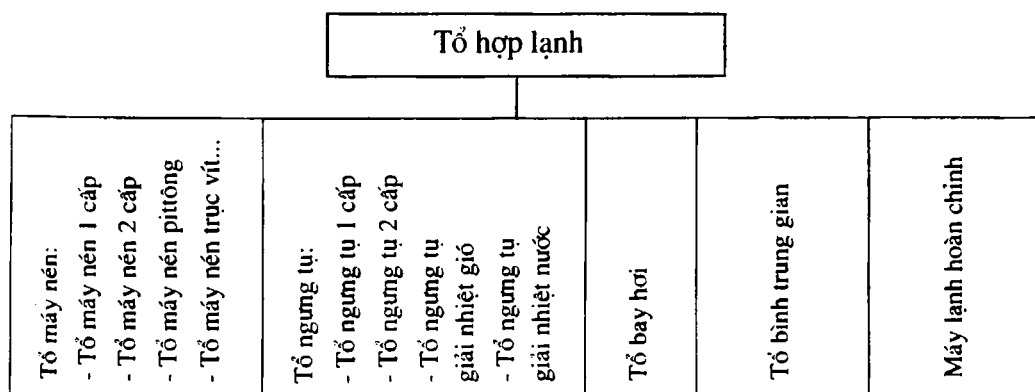 Tổ hợp lạnh
Tổ máy nén:
- Tổ máy nén 1 cấp
- Tổ máy nén 2 cấp
- Tổ máy nén pittông
- Tổ máy nén trục vít...
Tổ ngưng tụ:
- Tổ ngưng tụ 1 cấp
- Tổ ngưng tụ 2 cấp
- Tổ ngưng tụ
giải nhiệt gió
- Tổ ngưng tụ
giải nhiệt nước
Tổ bay hơi
Tổ bình trung gian
Máy lạnh hoàn chỉnh